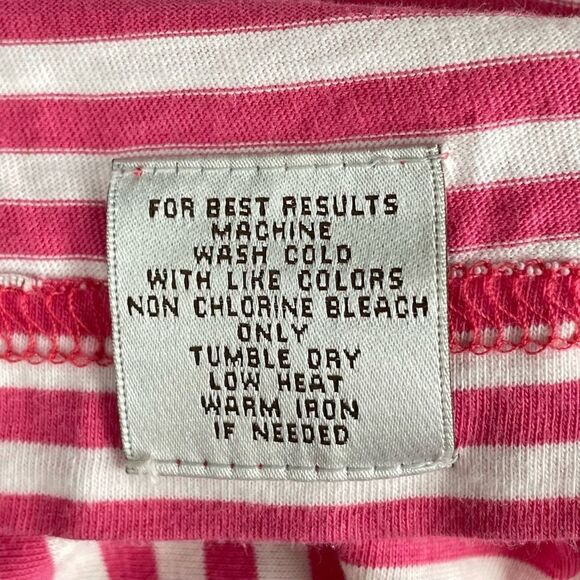 FOR BEST RESULTS
MACHINE
WASH COLD
WITH LIKE COLORS
NON CHLORINE BLEACH
ONLY
TUMBLE DRY
LOW HEAT
WARM IRON
IF NEEDED